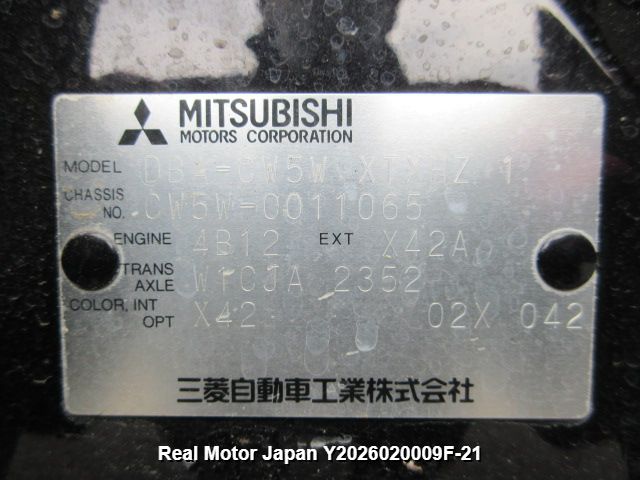 MITSUBISHI
MOTORS CORPORATION
MODEL DBA-CW5W XTXHZ 1
CHASSIS NO. CW5W-0011065
ENGINE 4B12 EXT X42A
TRANS AXLE W1CJA 2352
COLOR, INT OPT X42 02X 042
三菱自動車工業株式会社
Real Motor Japan Y2026020009F-21